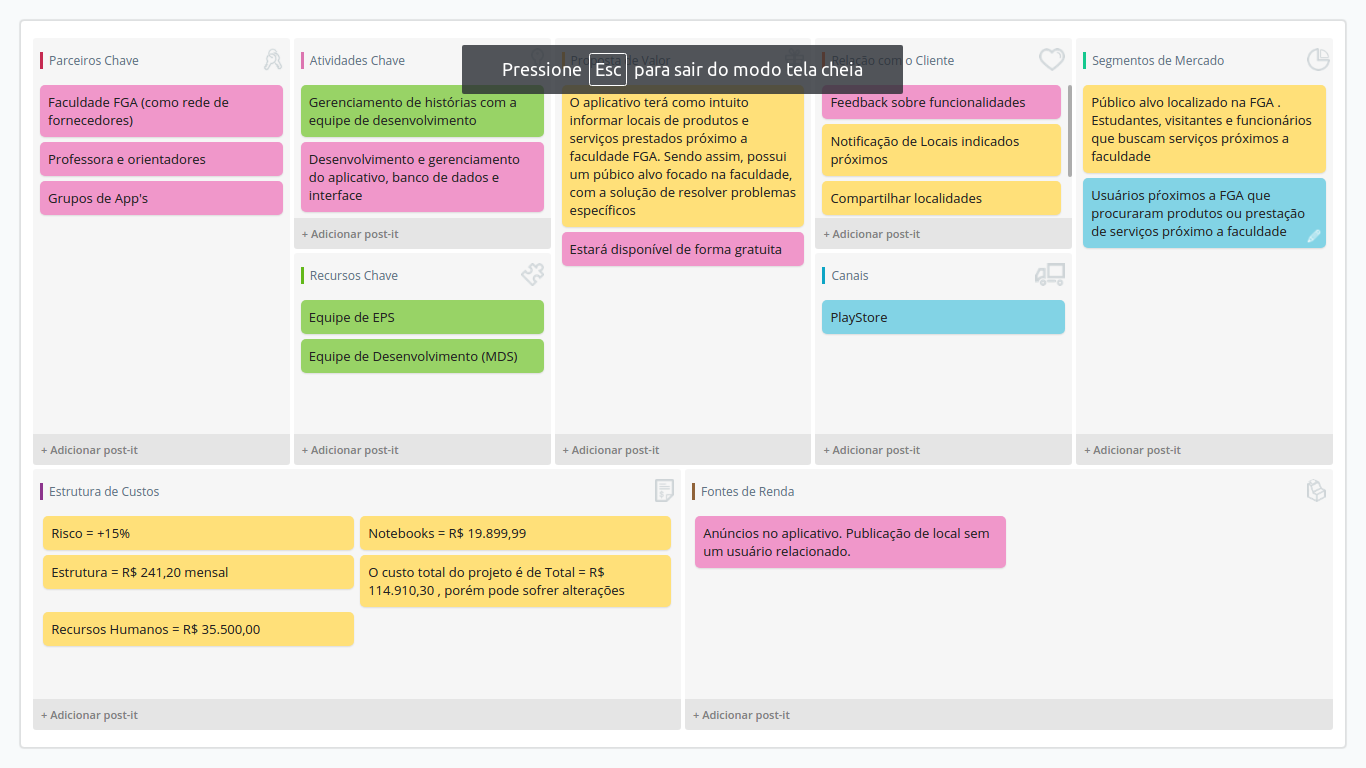 Parceiros Chave
Faculdade FGA (como rede de
fornecedores)
Professora e orientadores
Grupos de App's
+ Adicionar post-it
Atividades Chave
Gerenciamento de histórias com a
equipe de desenvolvimento
Desenvolvimento e gerenciamento
do aplicativo, banco de dados e
interface
+ Adicionar post-it
Recursos Chave
Equipe de EPS
Equipe de Desenvolvimento (MDS)
+ Adicionar post-it
Pressione Esc para sair do modo tela cheia
Proposta de Valor
O aplicativo terá como intuito
informar locais de produtos e
serviços prestados próximo a
faculdade FGA. Sendo assim, possui
um púbico alvo focado na faculdade,
com a solução de resolver problemas
específicos
Estará disponível de forma gratuita
+ Adicionar post-it
Relação com o Cliente
Feedback sobre funcionalidades
Notificação de Locais indicados
próximos
Compartilhar localidades
+ Adicionar post-it
Canais
PlayStore
+ Adicionar post-it
Segmentos de Mercado
Público alvo localizado na FGA .
Estudantes, visitantes e funcionários
que buscam serviços próximos a
faculdade
Usuários pŕoximos a FGA que
procuraram produtos ou prestação
de serviços próximo a faculdade
+ Adicionar post-it
Estrutura de Custos
Risco = +15%
Notebooks = R$ 19.899,99
Estrutura = R$ 241,20 mensal
O custo total do projeto é de Total = R$
114.910,30 , porém pode sofrer alterações
Recursos Humanos = R$ 35.500,00
+ Adicionar post-it
Fontes de Renda
Anúncios no aplicativo. Publicação de local sem
um usuário relacionado.
+ Adicionar post-it